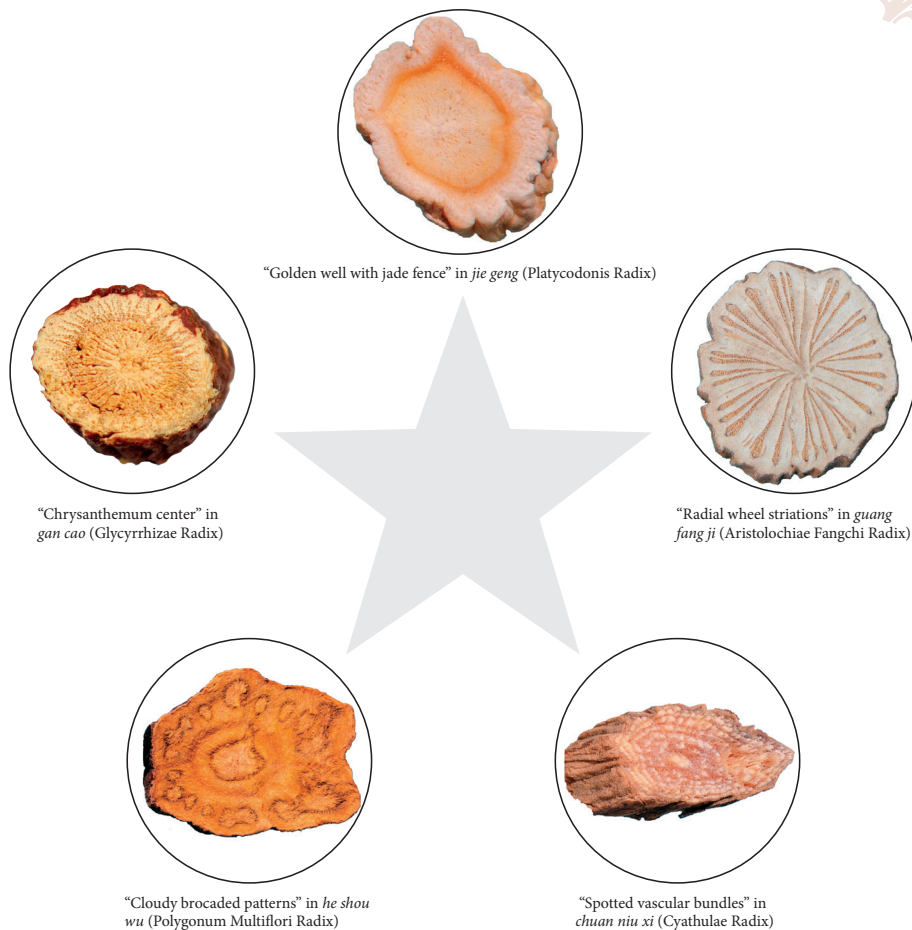 “Golden well with jade fence” in jie geng (Platycodonis Radix)
“Chrysanthemum center” in
gan cao (Glycyrrhizae Radix)
“Radial wheel striations” in guang
fang ji (Aristolochiae Fangchi Radix)
“Cloudy brocaded patterns” in he shou
wu (Polygonum Multiflori Radix)
“Spotted vascular bundles” in
chuan niu xi (Cyathulae Radix)